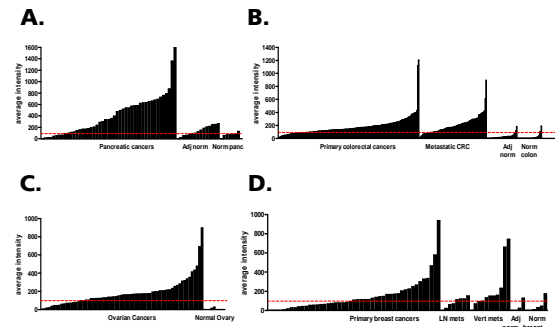 A.
B.
1600
1400
1200
1000
800
600
400
200
0
average intensity
Pancreatic cancers
Adj norm
Norm panc
1400
1200
1000
800
600
400
200
0
average intensity
Primary colorectal cancers
Metastatic CRC
Adj
norm
Norm
colon
C.
D.
1000
800
600
400
200
0
average intensity
Ovarian Cancers
Normal Ovary
1000
800
600
400
200
0
average intensity
Primary breast cancers
LN mets
Vert mets
Adj
norm
Norm
breast